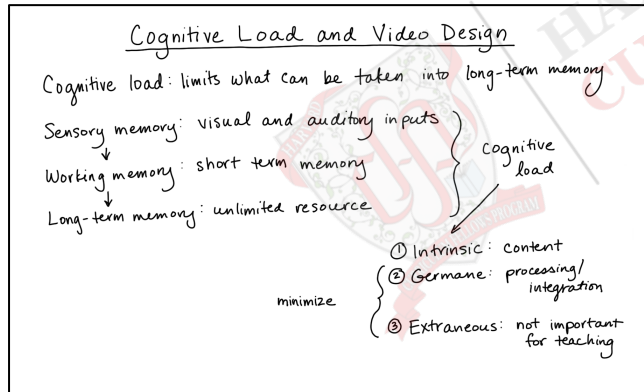 Cognitive Load and Video Design
Cognitive load: limits what can be taken into long-term memory
Sensory memory: visual and auditory inputs
Working memory: short term memory
Long-term memory: unlimited resource
Cognitive
load
① Intrinsic: content
② Germane: processing/
integration
minimize
③ Extraneous: not important
for teaching